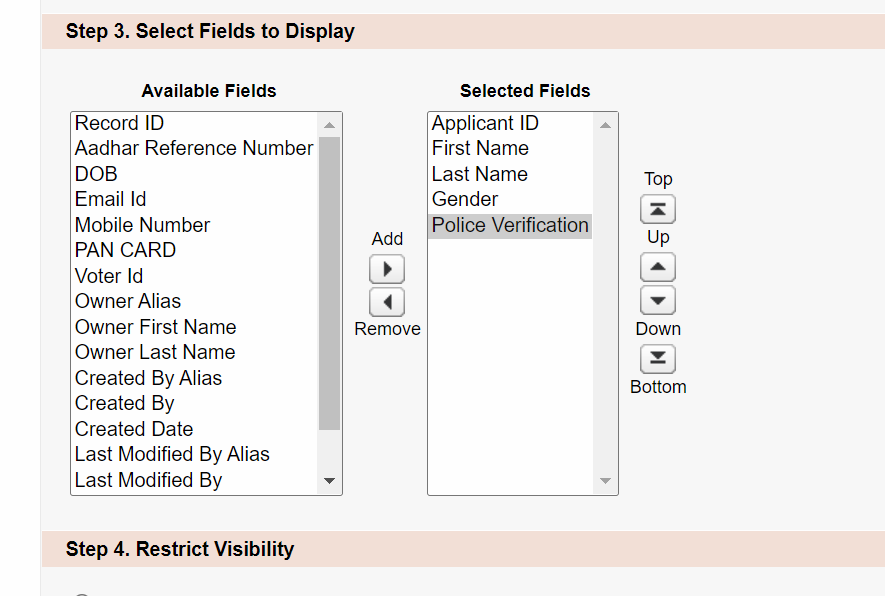 Step 3. Select Fields to Display
Available Fields
Record ID
Aadhar Reference Number
DOB
Email Id
Mobile Number
PAN CARD
Voter Id
Owner Alias
Owner First Name
Owner Last Name
Created By Alias
Created By
Created Date
Last Modified By Alias
Last Modified By
Add
Remove
Selected Fields
Applicant ID
First Name
Last Name
Gender
Police Verification
Top
Up
Down
Bottom
Step 4. Restrict Visibility